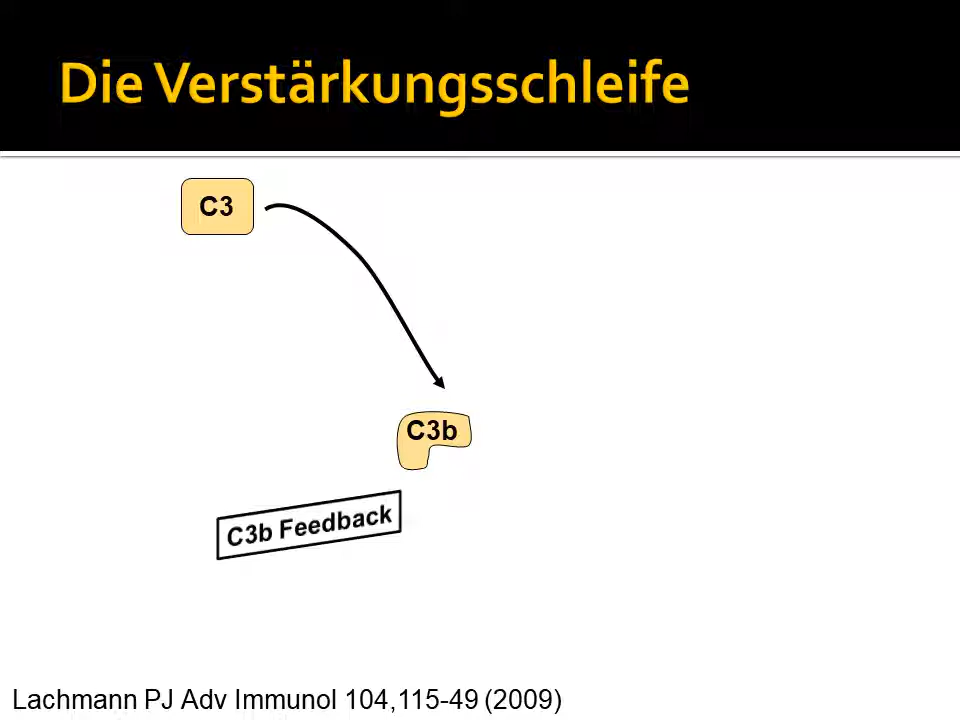 Die Verstärkungsschleife
C3
C3b
C3b Feedback
Lachmann PJ Adv Immunol 104,115-49 (2009)